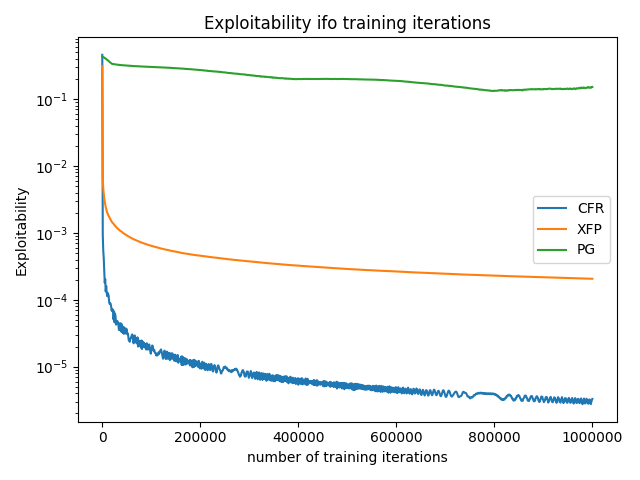 Exploitability ifo training iterations
Exploitability
10⁻¹
10⁻²
10⁻³
10⁻⁴
10⁻⁵
CFR
XFP
PG
0 200000 400000 600000 800000 1000000
number of training iterations